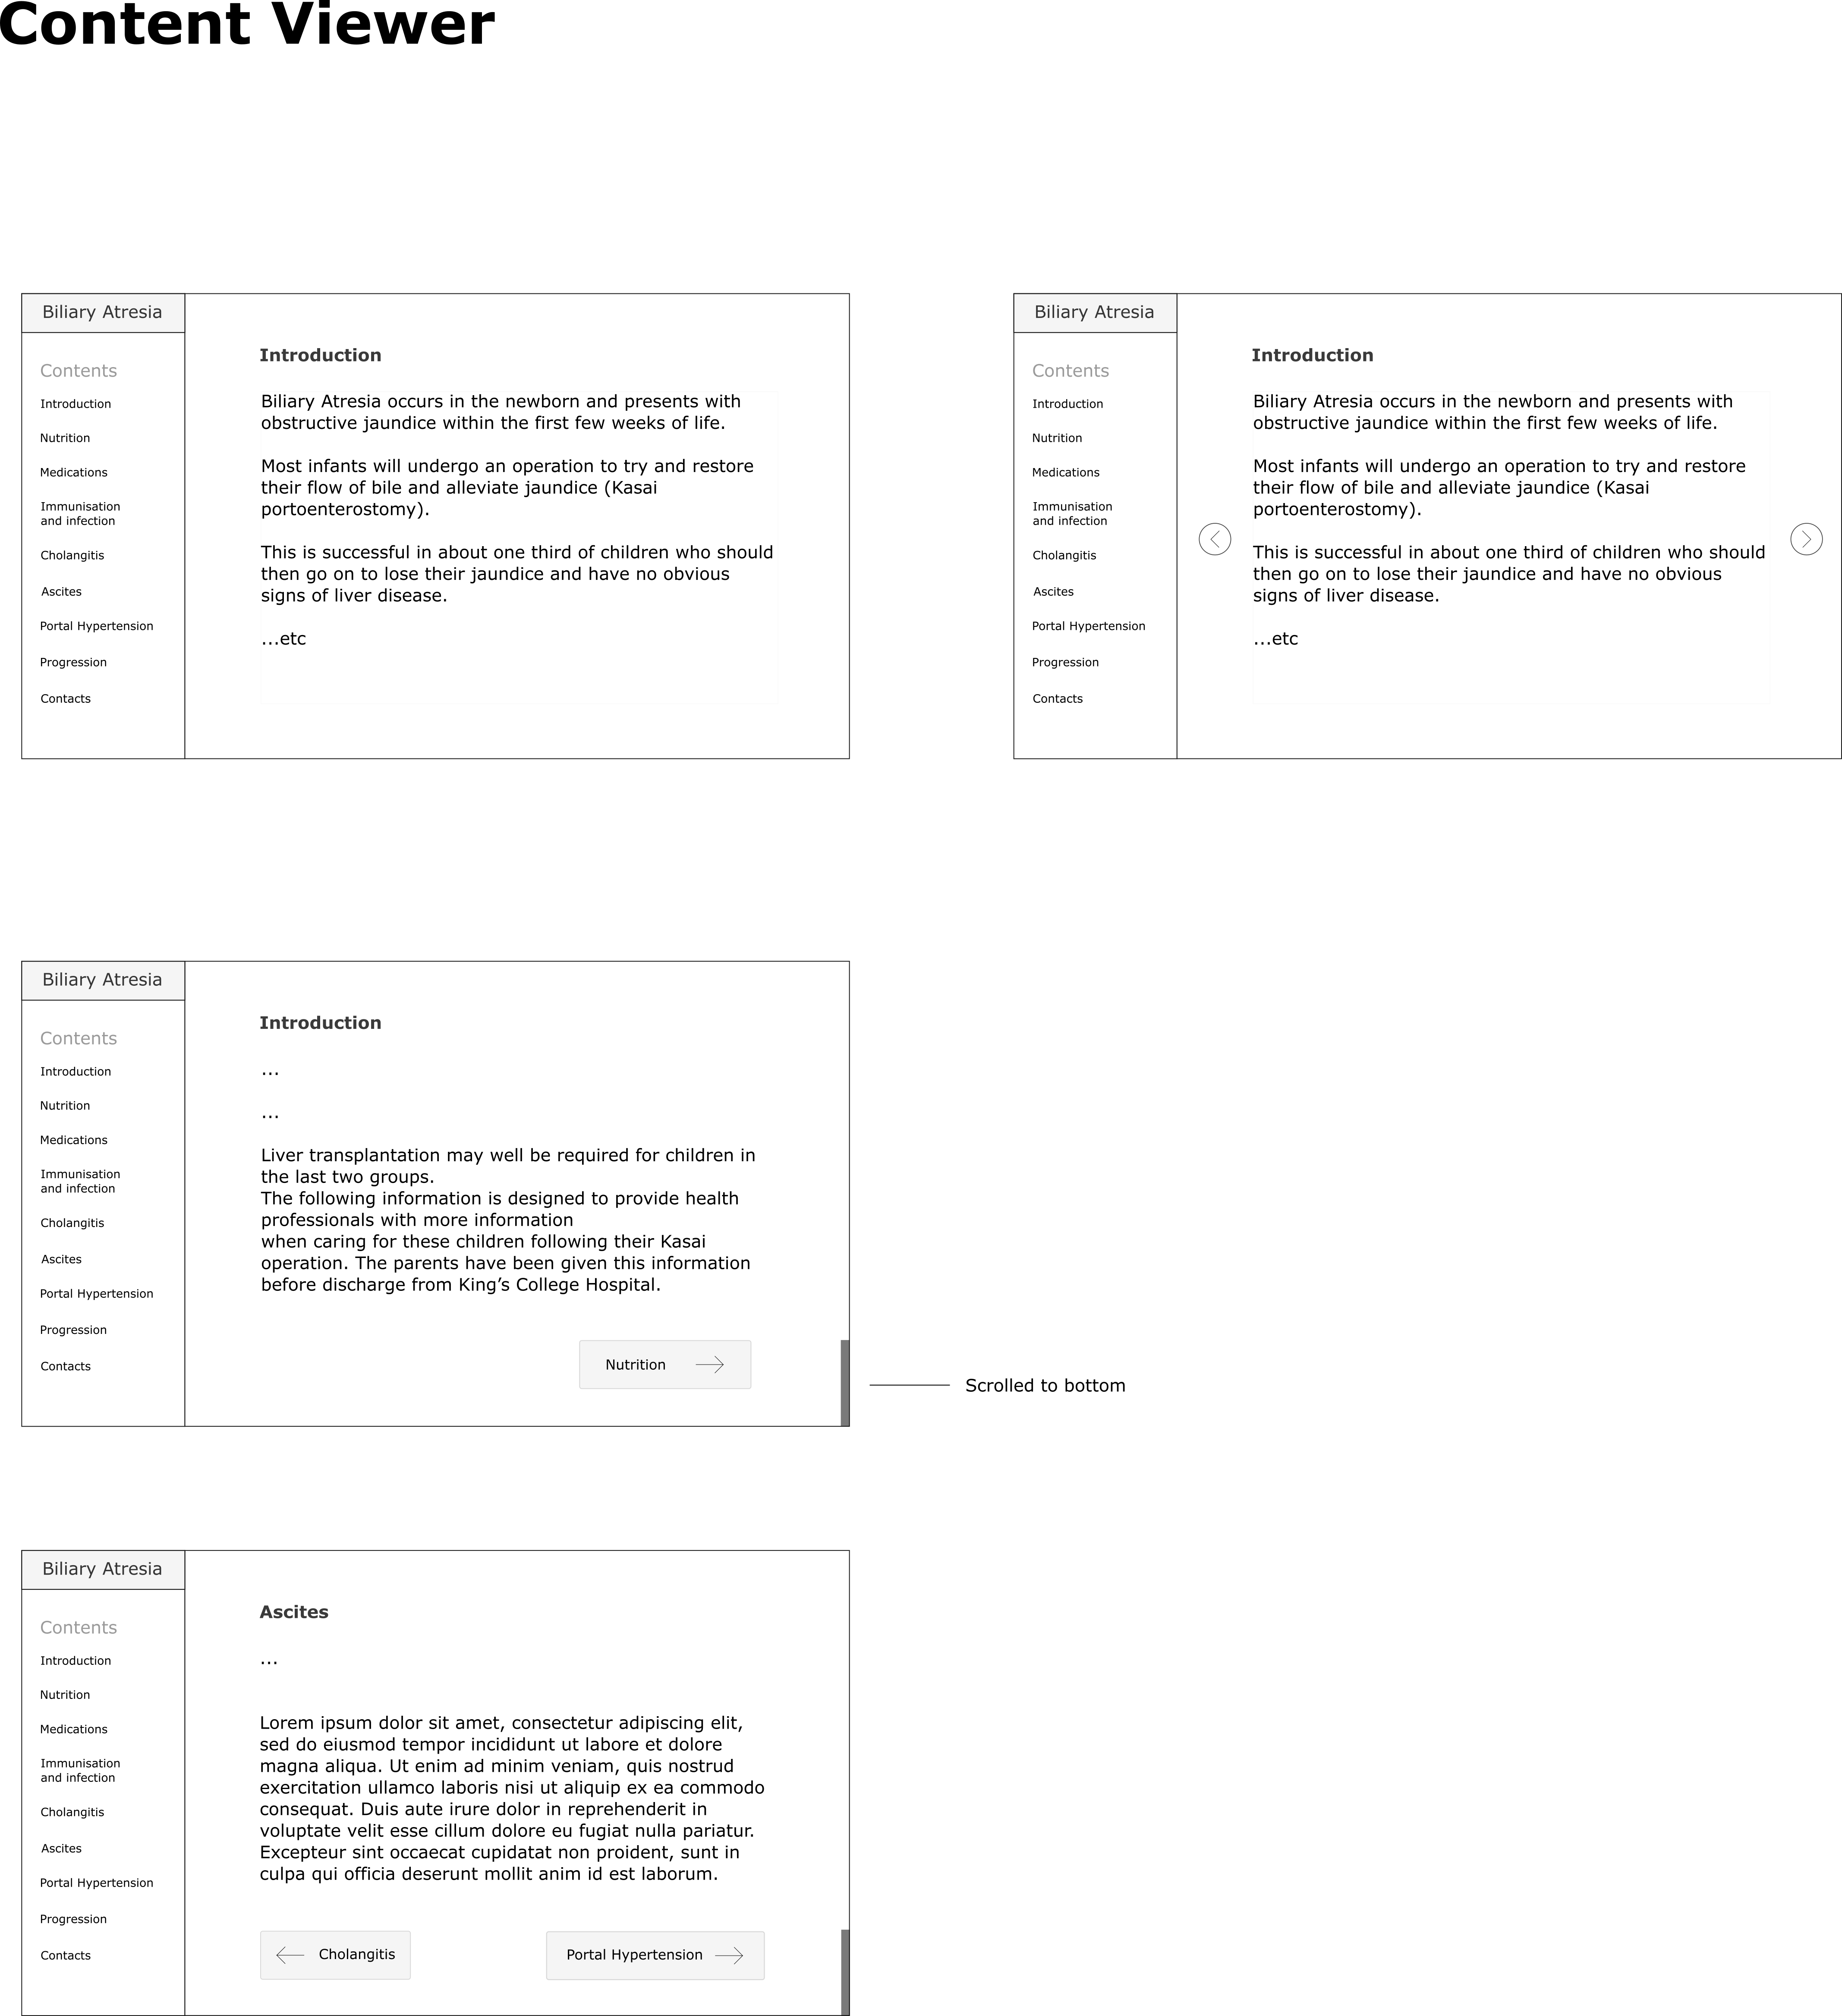 Content Viewer
Biliary Atresia
Contents
Introduction
Nutrition
Medications
Immunisation
and infection
Cholangitis
Ascites
Portal Hypertension
Progression
Contacts
Introduction
Biliary Atresia occurs in the newborn and presents with
obstructive jaundice within the first few weeks of life.
Most infants will undergo an operation to try and restore
their flow of bile and alleviate jaundice (Kasai
portoenterostomy).
This is successful in about one third of children who should
then go on to lose their jaundice and have no obvious
signs of liver disease.
...etc
Biliary Atresia
Contents
Introduction
Nutrition
Medications
Immunisation
and infection
Cholangitis
Ascites
Portal Hypertension
Progression
Contacts
Introduction
Biliary Atresia occurs in the newborn and presents with
obstructive jaundice within the first few weeks of life.
Most infants will undergo an operation to try and restore
their flow of bile and alleviate jaundice (Kasai
portoenterostomy).
This is successful in about one third of children who should
then go on to lose their jaundice and have no obvious
signs of liver disease.
...etc
Biliary Atresia
Contents
Introduction
Nutrition
Medications
Immunisation
and infection
Cholangitis
Ascites
Portal Hypertension
Progression
Contacts
Introduction
...
...
Liver transplantation may well be required for children in
the last two groups.
The following information is designed to provide health
professionals with more information
when caring for these children following their Kasai
operation. The parents have been given this information
before discharge from King’s College Hospital.
Nutrition
Scrolled to bottom
Biliary Atresia
Contents
Introduction
Nutrition
Medications
Immunisation
and infection
Cholangitis
Ascites
Portal Hypertension
Progression
Contacts
Ascites
...
Lorem ipsum dolor sit amet, consectetur adipiscing elit,
sed do eiusmod tempor incididunt ut labore et dolore
magna aliqua. Ut enim ad minim veniam, quis nostrud
exercitation ullamco laboris nisi ut aliquip ex ea commodo
consequat. Duis aute irure dolor in reprehenderit in
voluptate velit esse cillum dolore eu fugiat nulla pariatur.
Excepteur sint occaecat cupidatat non proident, sunt in
culpa qui officia deserunt mollit anim id est laborum.
Cholangitis
Portal Hypertension